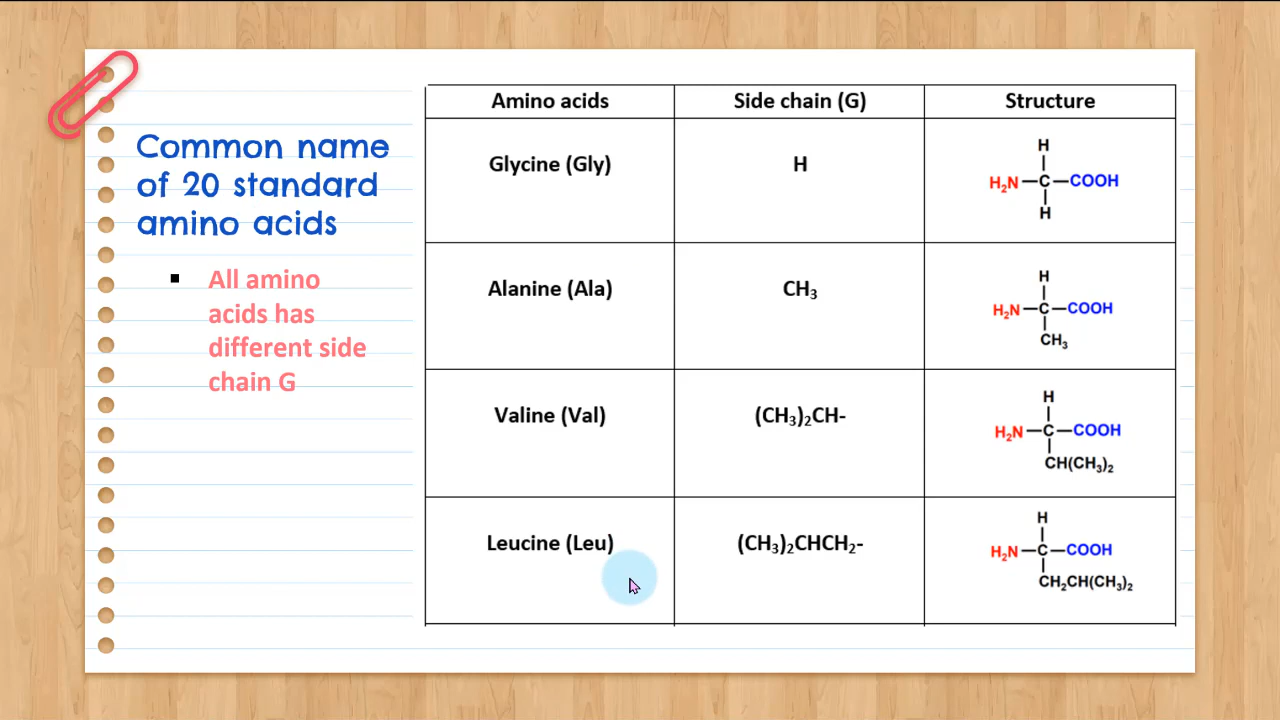 Common name
of 20 standard
amino acids
▪ All amino
acids has
different side
chain G
Amino acids Side chain (G) Structure
Glycine (Gly) H
H
H₂N—C—COOH
H
Alanine (Ala) CH₃
H
H₂N—C—COOH
CH₃
Valine (Val) (CH₃)₂CH-
H
H₂N—C—COOH
CH(CH₃)₂
Leucine (Leu) (CH₃)₂CHCH₂-
H
H₂N—C—COOH
CH₂CH(CH₃)₂